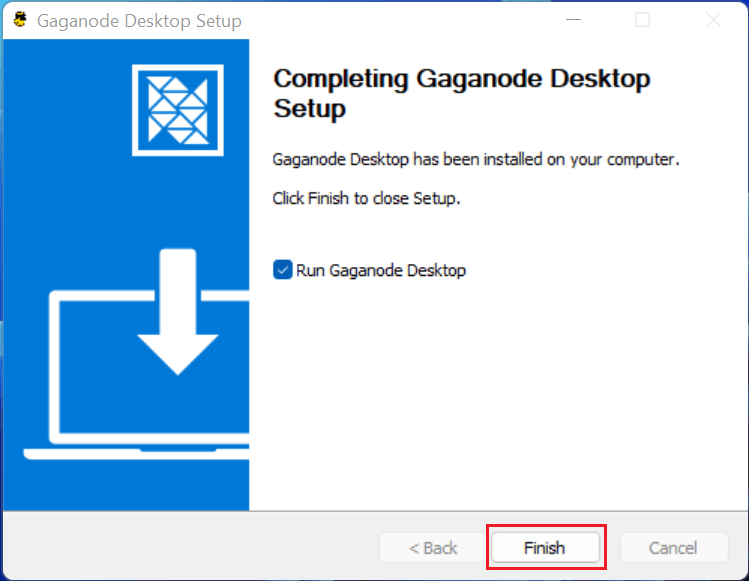 Gaganode Desktop Setup
Completing Gaganode Desktop
Setup
Gaganode Desktop has been installed on your computer.
Click Finish to close Setup.
Run Gaganode Desktop
< Back
Finish
Cancel